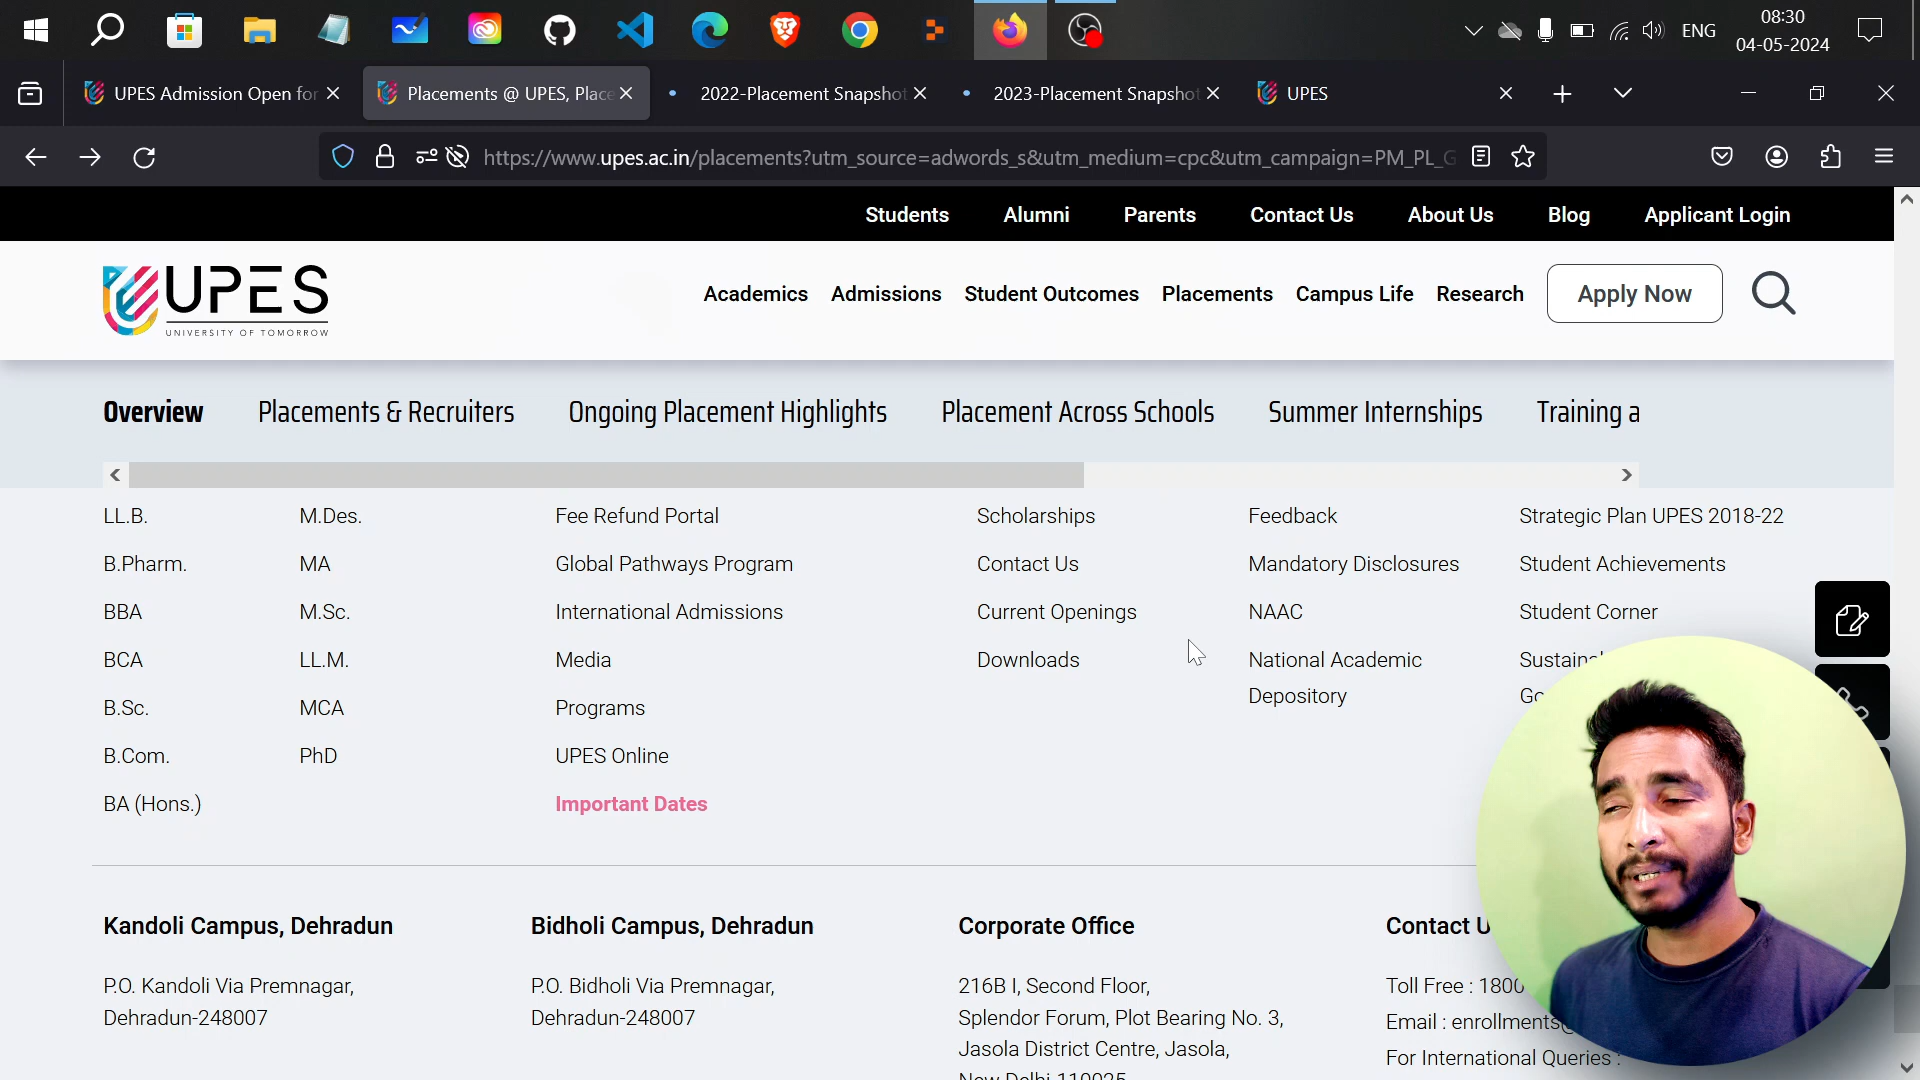 ENG
08:30
04-05-2024
UPES Admission Open for
Placements @ UPES, Place
2022-Placement Snapshot
2023-Placement Snapshot
UPES
https://www.upes.ac.in/placements?utm_source=adwords_s&utm_medium=cpc&utm_campaign=PM_PL_G
Students Alumni Parents Contact Us About Us Blog Applicant Login
UPES
UNIVERSITY OF TOMORROW
Academics Admissions Student Outcomes Placements Campus Life Research Apply Now
Overview Placements & Recruiters Ongoing Placement Highlights Placement Across Schools Summer Internships Training a
LL.B. M.Des. Fee Refund Portal Scholarships Feedback Strategic Plan UPES 2018-22
B.Pharm. MA Global Pathways Program Contact Us Mandatory Disclosures Student Achievements
BBA M.Sc. International Admissions Current Openings NAAC Student Corner
BCA LL.M. Media Downloads National Academic
Depository
B.Sc. MCA Programs
B.Com. PhD UPES Online
BA (Hons.) Important Dates
Kandoli Campus, Dehradun
P.O. Kandoli Via Premnagar,
Dehradun-248007
Bidholi Campus, Dehradun
P.O. Bidholi Via Premnagar,
Dehradun-248007
Corporate Office
216B I, Second Floor,
Splendor Forum, Plot Bearing No. 3,
Jasola District Centre, Jasola,
New Delhi 110025
Contact U
Toll Free : 1800
Email : enrollments@
For International Queries :